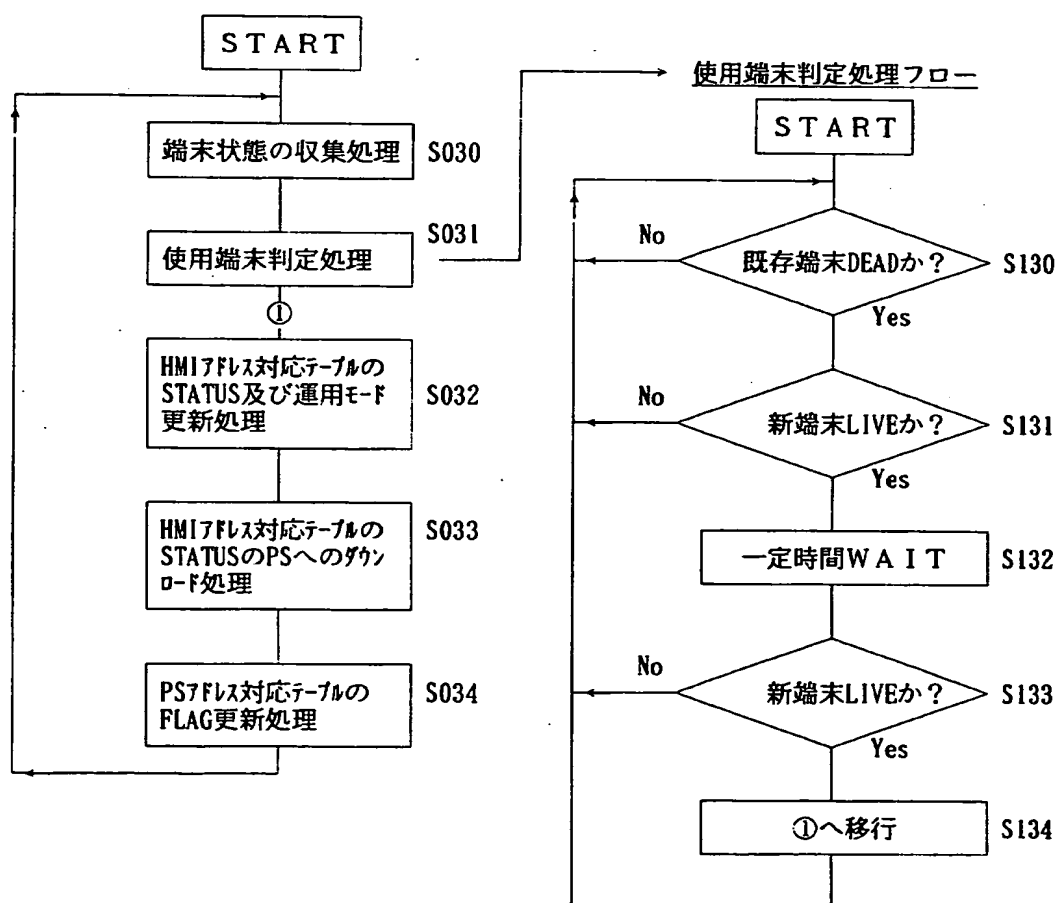 START
端末状態の収集処理
S030
使用端末判定処理
S031
①
HMIアドレス対応テーブルの
STATUS及び運用モード
更新処理
S032
HMIアドレス対応テーブルの
STATUSのPSへのダウン
ロード処理
S033
PSアドレス対応テーブルの
FLAG更新処理
S034
使用端末判定処理フロー
START
No
既存端末DEADか?
S130
Yes
No
新端末LIVEか?
S131
Yes
一定時間WAIT
S132
No
新端末LIVEか?
S133
Yes
①へ移行
S134